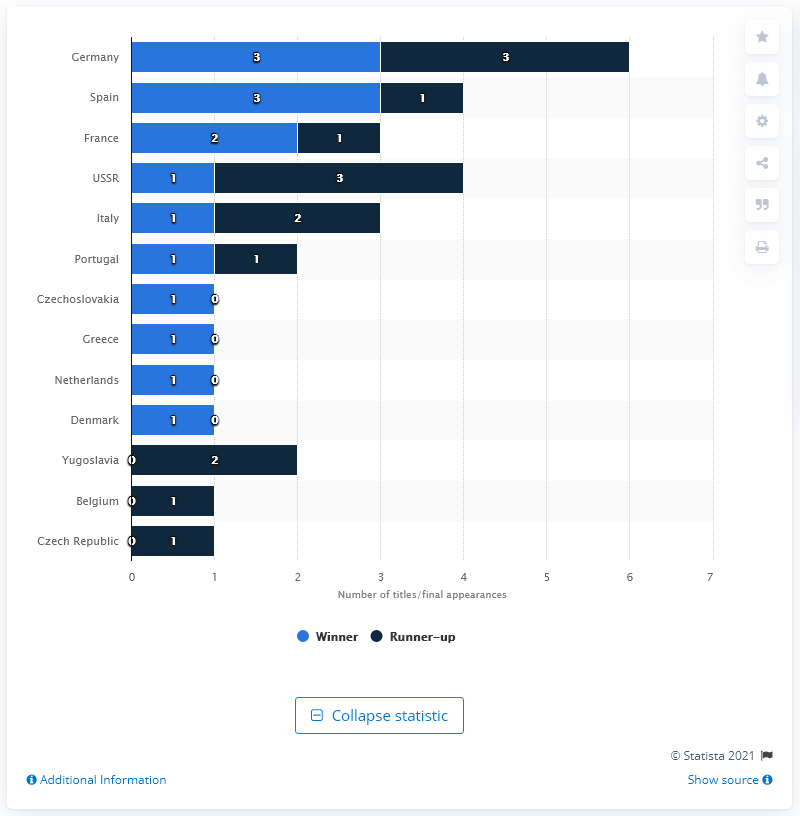 Germany 3 3
Spain 3 1
France 2 1
USSR 1 3
Italy 1 2
Portugal 1 1
Czechoslovakia 1 0
Greece 1 0
Netherlands 1 0
Denmark 1 0
Yugoslavia 0 2
Belgium 0 1
Czech Republic 0 1
0 1 2 3 4 5 6 7
Number of titles/final appearances
Winner Runner-up
Collapse statistic
© Statista 2021
Additional Information Show source